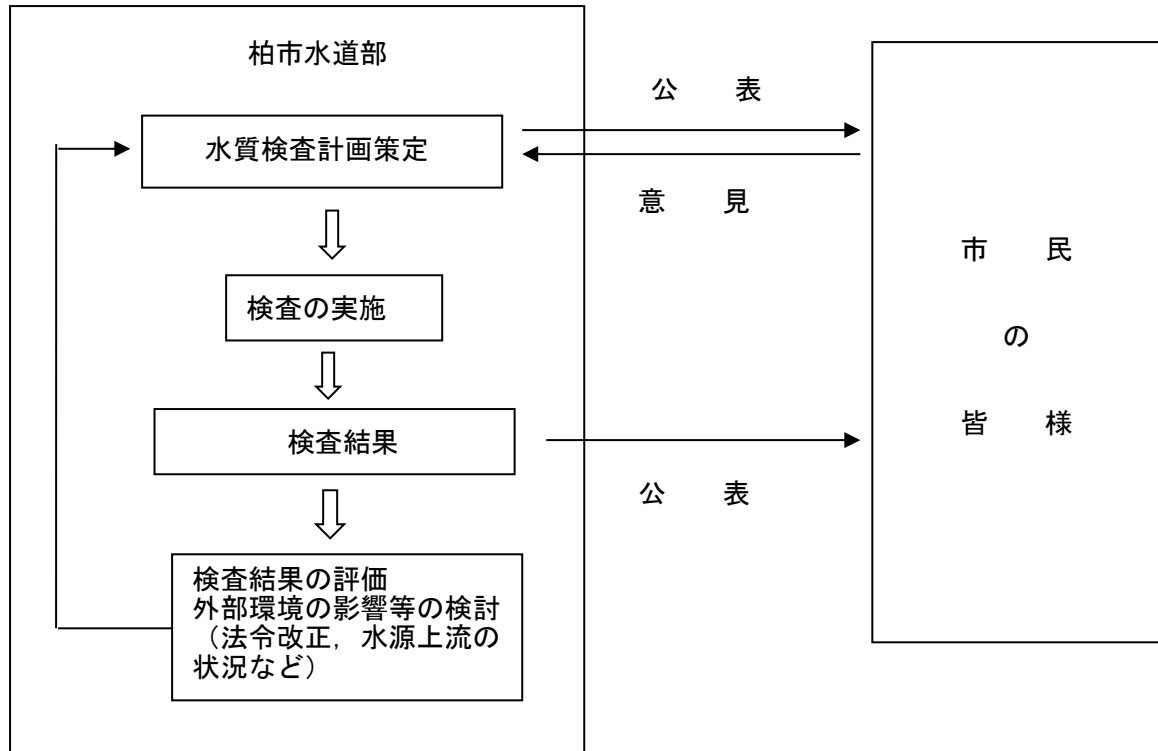 柏市水道部
公　表
水質検査計画策定
意　見
検査の実施
検査結果
公　表
検査結果の評価
外部環境の影響等の検討
（法令改正，水源上流の
状況など）
市　民
の
皆　様